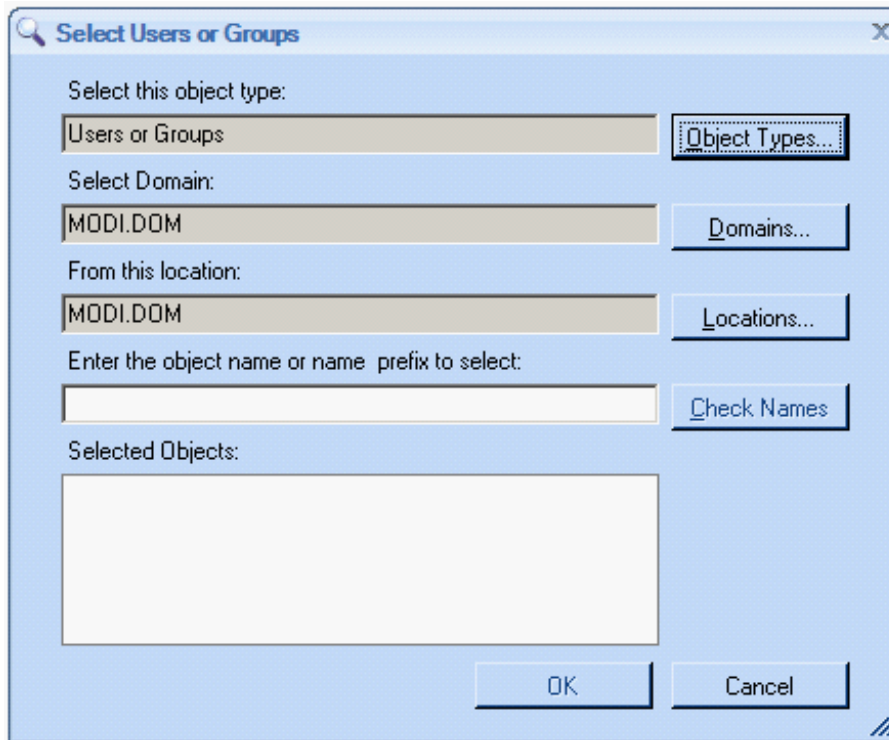 Select Users or Groups
Select this object type:
Users or Groups
Object Types...
Select Domain:
MODI.DOM
Domains...
From this location:
MODI.DOM
Locations...
Enter the object name or name  prefix to select:
Check Names
Selected Objects:
OK
Cancel